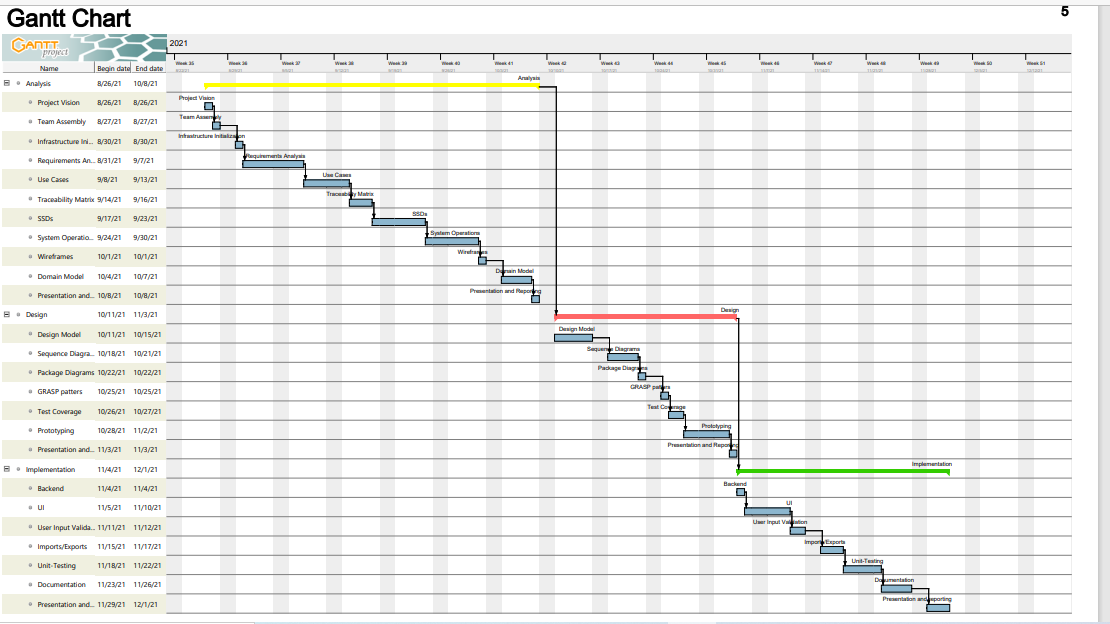 Gantt Chart
5
GANTT
project
2021
Name Begin date End date
Week 35 Week 36 Week 37 Week 38 Week 39 Week 40 Week 41 Week 42 Week 43 Week 44 Week 45 Week 46 Week 47 Week 48 Week 49 Week 50 Week 51
Analysis 8/26/21 10/8/21
Project Vision 8/26/21 8/26/21
Team Assembly 8/27/21 8/27/21
Infrastructure Ini... 8/30/21 8/30/21
Requirements An... 8/31/21 9/7/21
Use Cases 9/8/21 9/13/21
Traceability Matrix 9/14/21 9/16/21
SSDs 9/17/21 9/23/21
System Operatio... 9/24/21 9/30/21
Wireframes 10/1/21 10/1/21
Domain Model 10/4/21 10/7/21
Presentation and... 10/8/21 10/8/21
Design 10/11/21 11/3/21
Design Model 10/11/21 10/15/21
Sequence Diagra... 10/18/21 10/21/21
Package Diagrams 10/22/21 10/22/21
GRASP patters 10/25/21 10/25/21
Test Coverage 10/26/21 10/27/21
Prototyping 10/28/21 11/2/21
Presentation and... 11/3/21 11/3/21
Implementation 11/4/21 12/1/21
Backend 11/4/21 11/4/21
UI 11/5/21 11/10/21
User Input Valida... 11/11/21 11/12/21
Imports/Exports 11/15/21 11/17/21
Unit-Testing 11/18/21 11/22/21
Documentation 11/23/21 11/26/21
Presentation and... 11/29/21 12/1/21
Analysis
Project Vision
Team Assembly
Infrastructure Initialization
Requirements Analysis
Use Cases
Traceability Matrix
SSDs
System Operations
Wireframes
Domain Model
Presentation and Reporting
Design
Design Model
Sequence Diagrams
Package Diagrams
GRASP patters
Test Coverage
Prototyping
Presentation and Reporting
Implementation
Backend
UI
User Input Validation
Imports/Exports
Unit-Testing
Documentation
Presentation and reporting